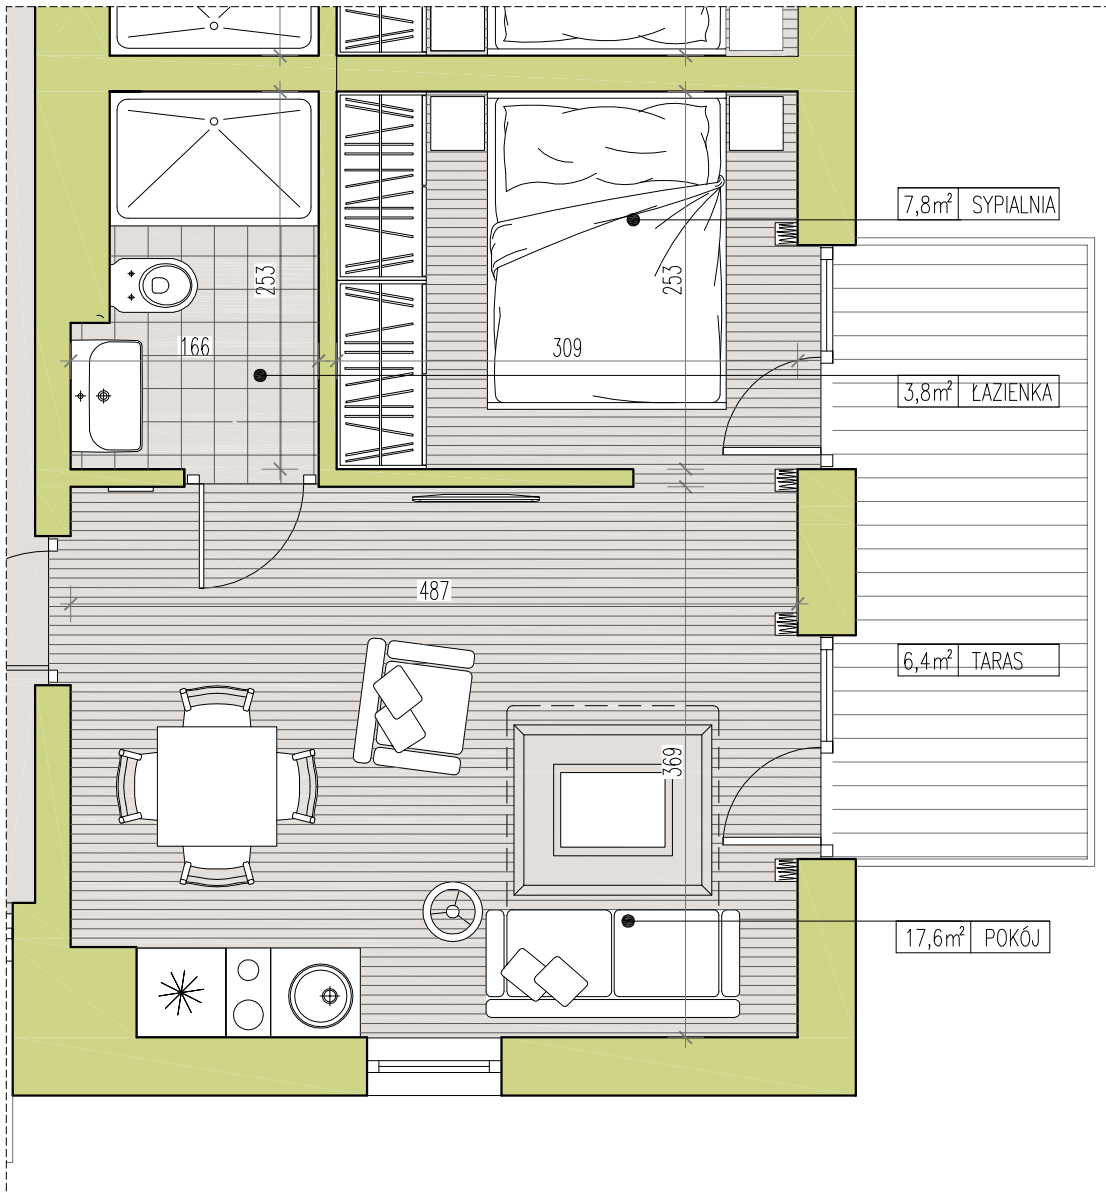 7,8m² SYPIALNIA
253
253
166
309
3,8m² ŁAZIENKA
487
6,4m² TARAS
369
17,6m² POKÓJ